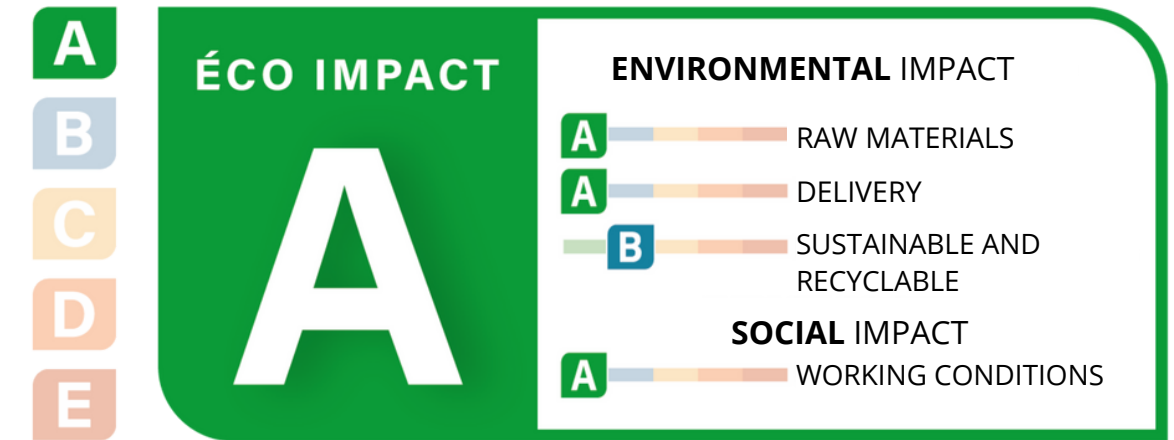 A
B
C
D
E
ÉCO IMPACT
A
ENVIRONMENTAL IMPACT
A RAW MATERIALS
A DELIVERY
B SUSTAINABLE AND
RECYCLABLE
SOCIAL IMPACT
A WORKING CONDITIONS